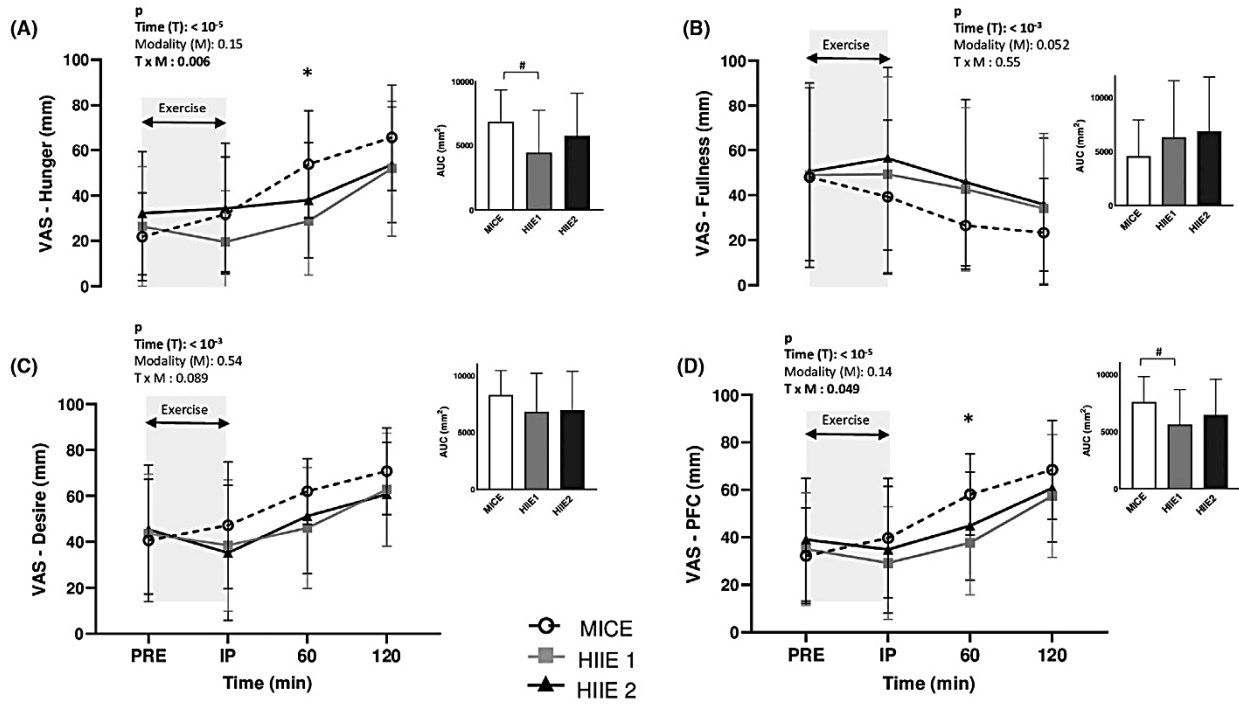 (A)
p
Time (T): < 10⁻⁵
Modality (M): 0.15
T x M : 0.006
Exercise
*
VAS - Hunger (mm)
100
80
60
40
20
0
#
AUC (mm²)
10000
5000
0
MICE
HIIE1
HIIE2
(B)
p
Time (T): < 10⁻³
Modality (M): 0.052
T x M : 0.55
Exercise
VAS - Fullness (mm)
100
80
60
40
20
0
AUC (mm²)
10000
5000
0
MICE
HIIE1
HIIE2
(C)
p
Time (T): < 10⁻³
Modality (M): 0.54
T x M : 0.089
Exercise
VAS - Desire (mm)
100
80
60
40
20
0
PRE IP 60 120
Time (min)
AUC (mm²)
10000
5000
0
MICE
HIIE1
HIIE2
MICE
HIIE 1
HIIE 2
(D)
p
Time (T): < 10⁻⁵
Modality (M): 0.14
T x M : 0.049
Exercise
*
VAS - PFC (mm)
100
80
60
40
20
0
PRE IP 60 120
Time (min)
#
AUC (mm²)
10000
5000
0
MICE
HIIE1
HIIE2